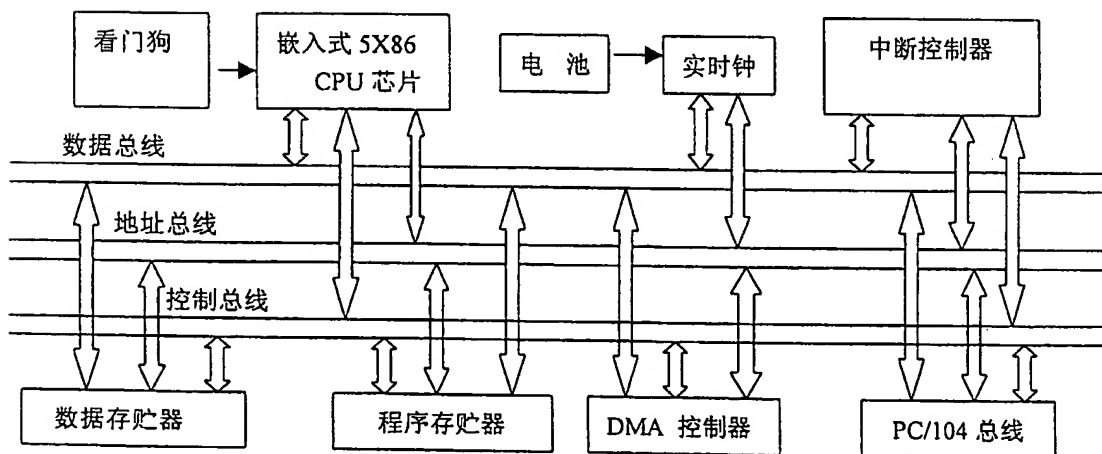 看门狗
嵌入式 5X86
CPU 芯片
电 池
实时钟
中断控制器
数据总线
地址总线
控制总线
数据存贮器
程序存贮器
DMA 控制器
PC/104 总线